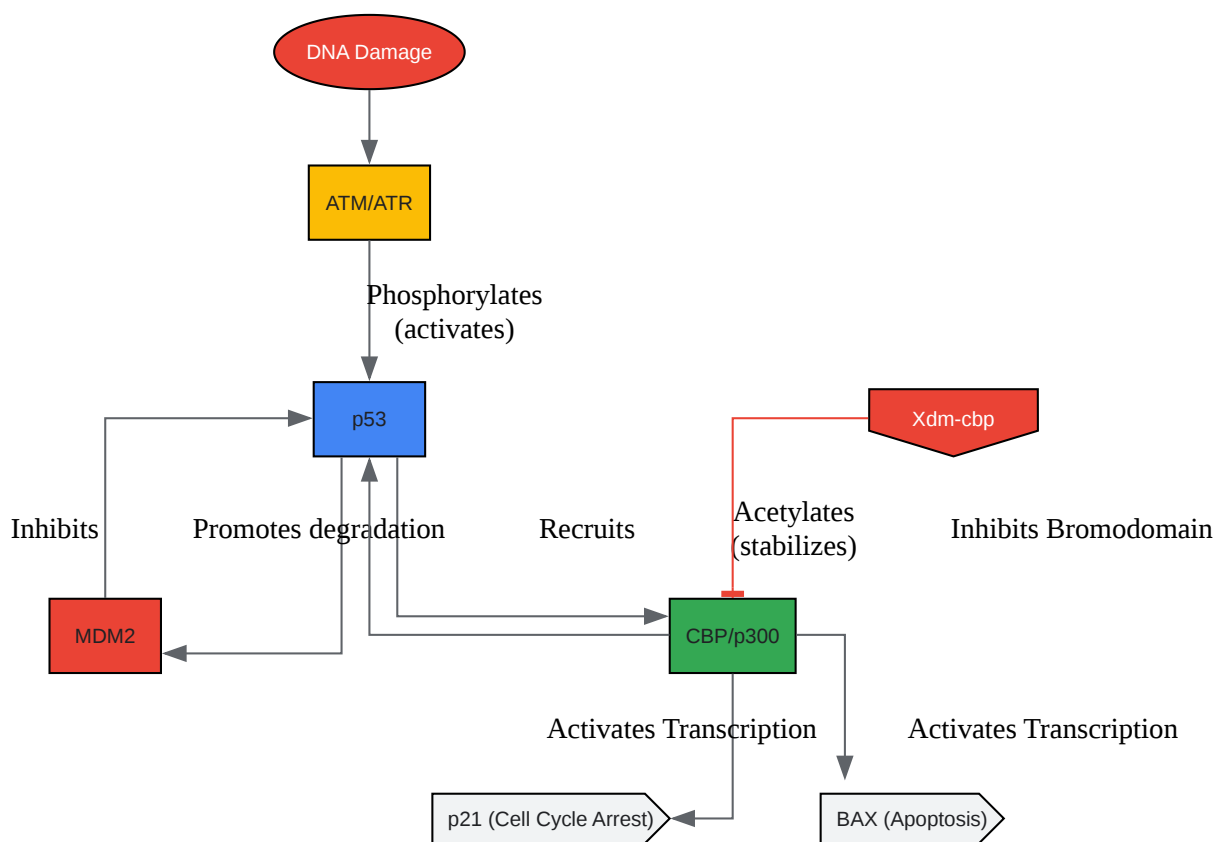 DNA Damage
ATM/ATR
Phosphorylates
(activates)
p53
Xdm-cbp
Inhibits
Promotes degradation
Recruits
Acetylates
(stabilizes)
Inhibits Bromodomain
MDM2
CBP/p300
Activates Transcription
Activates Transcription
p21 (Cell Cycle Arrest)
BAX (Apoptosis)